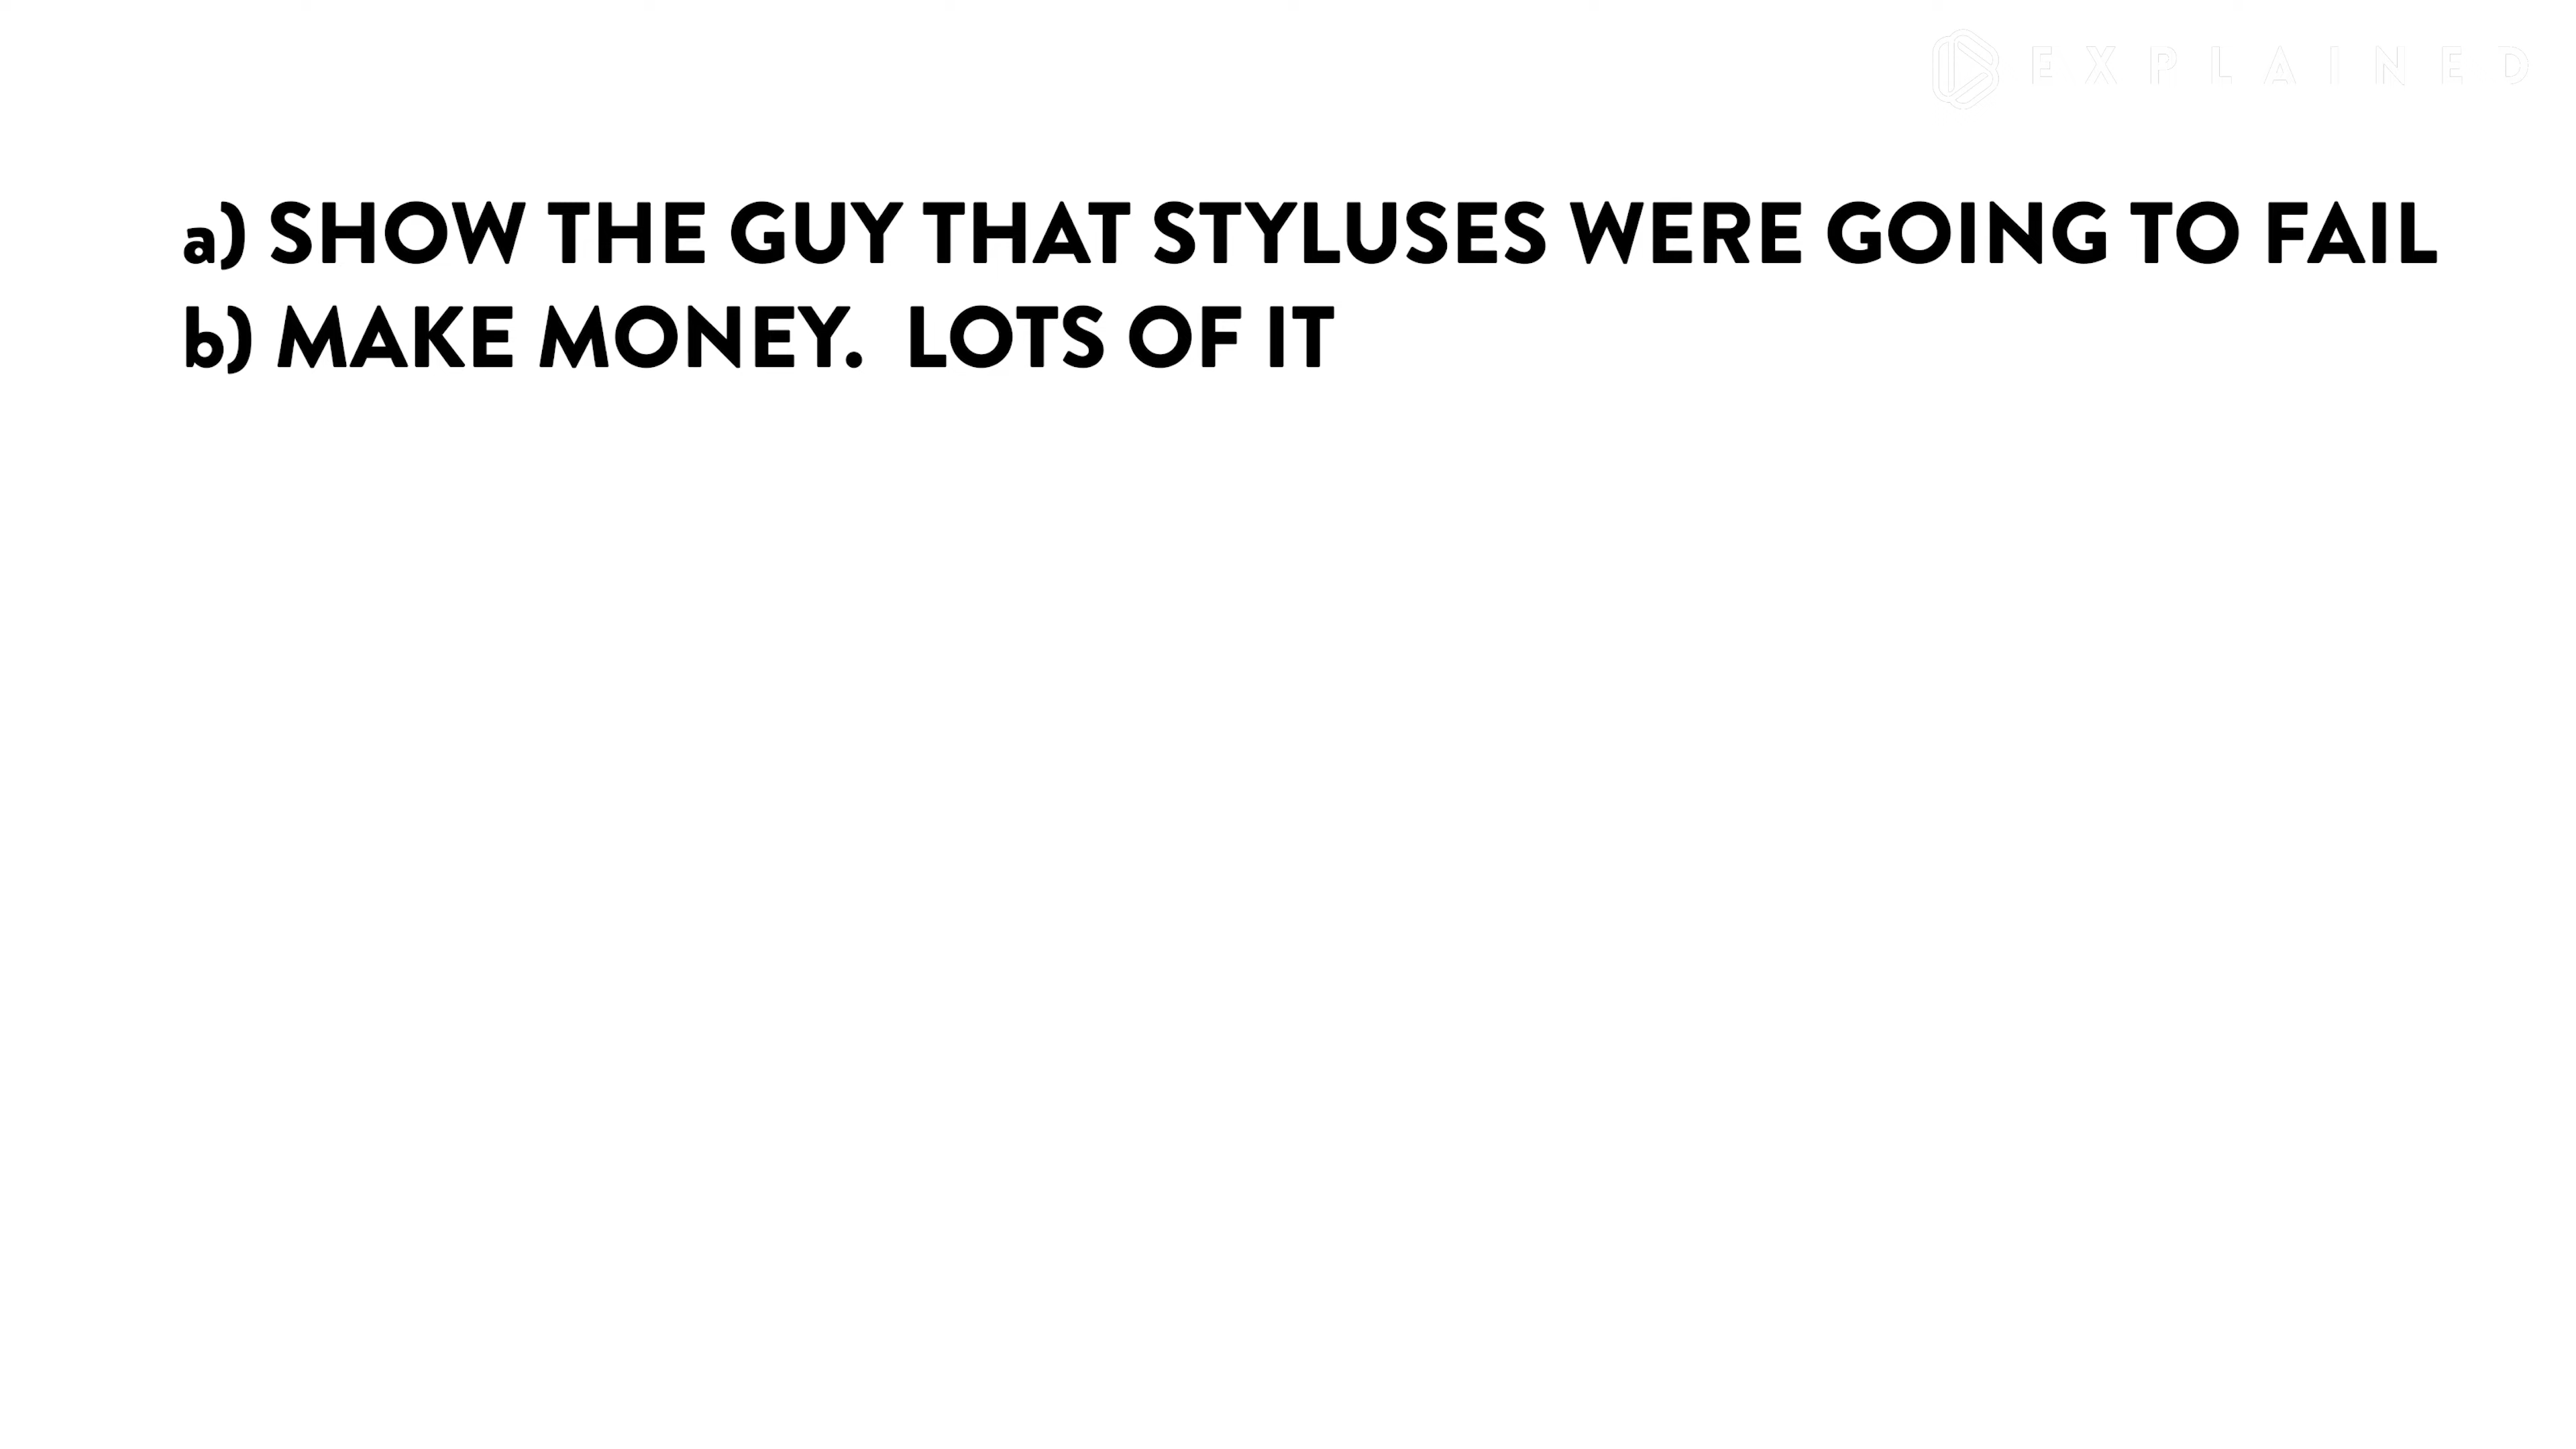 EXPLAINED
a) SHOW THE GUY THAT STYLUSES WERE GOING TO FAIL
b) MAKE MONEY.  LOTS OF IT